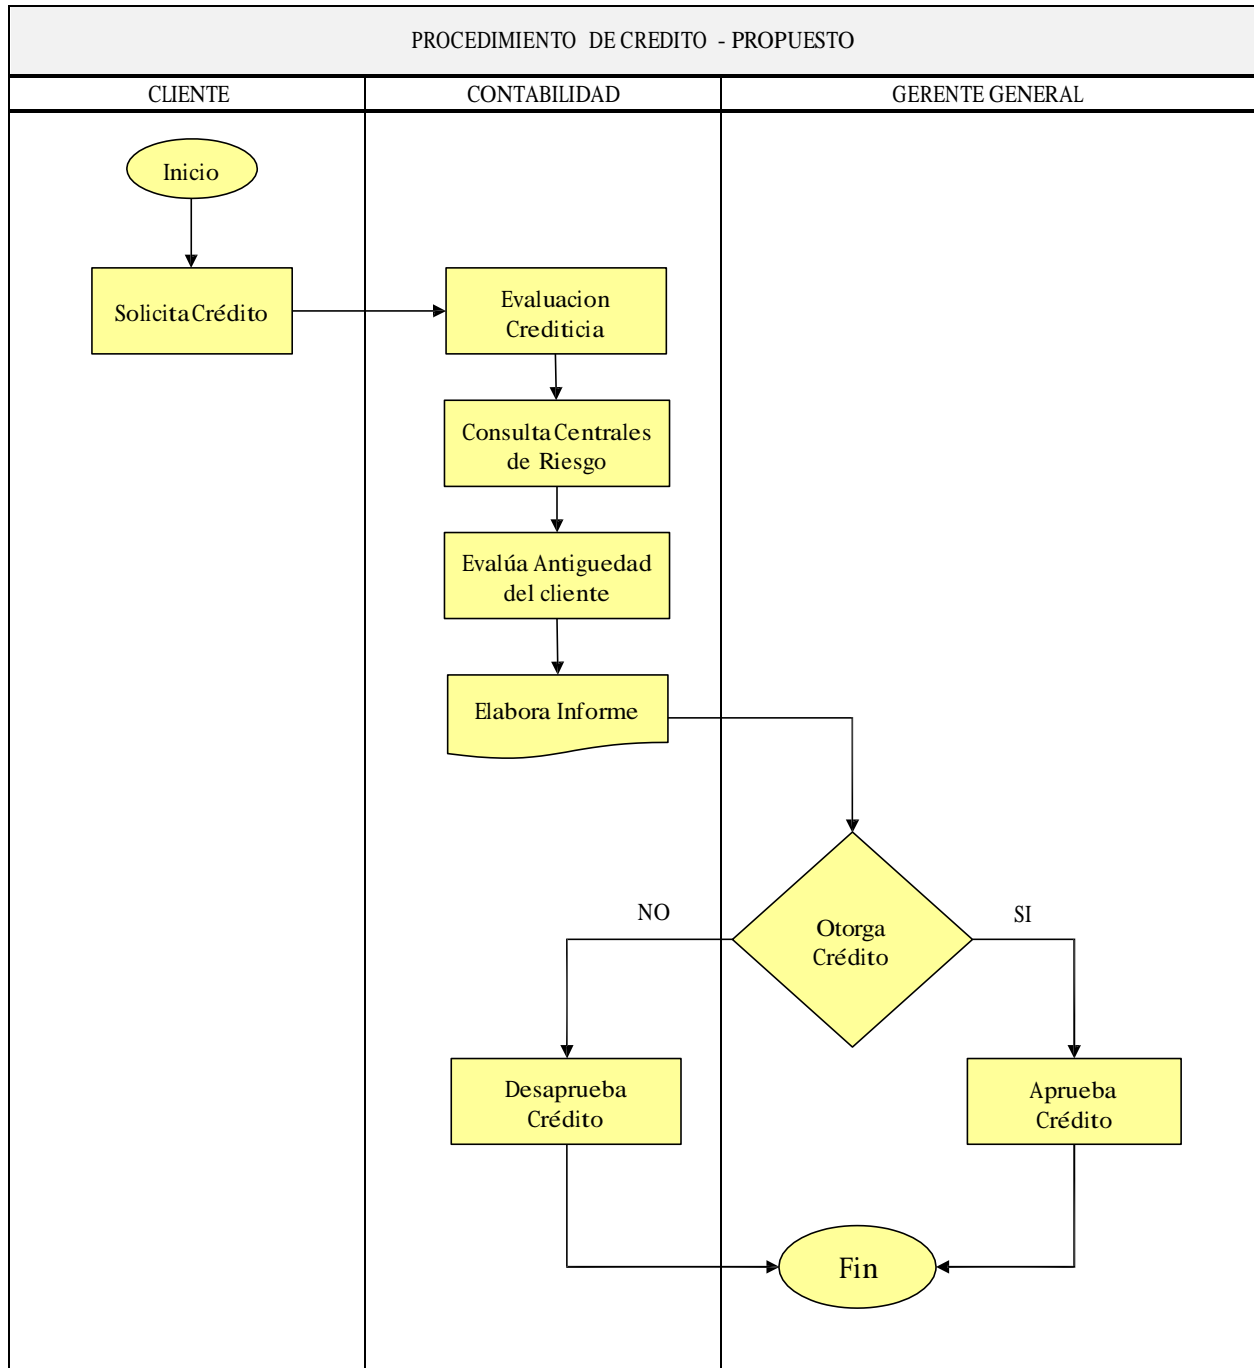 PROCEDIMIENTO DE CREDITO - PROPUESTO
CLIENTE
CONTABILIDAD
GERENTE GENERAL
Inicio
Solicita Crédito
Evaluacion
Crediticia
Consulta Centrales
de Riesgo
Evalúa Antiguedad
del cliente
Elabora Informe
Otorga
Crédito
NO
SI
Desaprueba
Crédito
Aprueba
Crédito
Fin